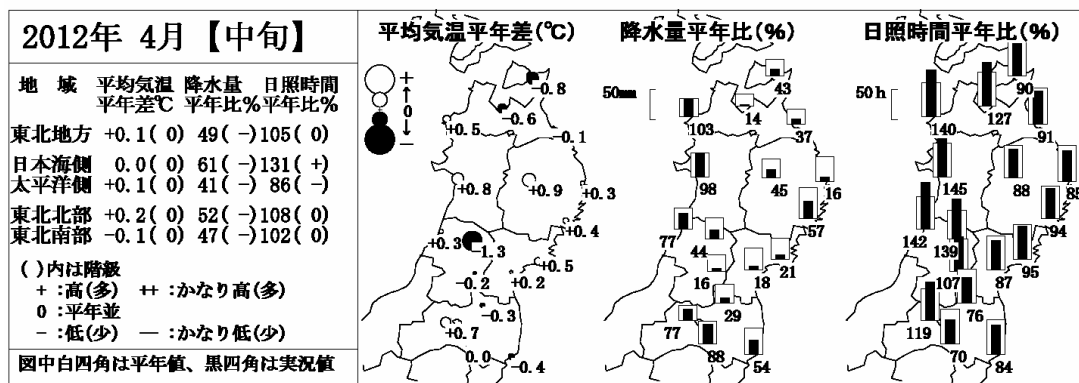 2012年 4月【中旬】
地 域 平均気温 降水量 日照時間
平年差℃ 平年比% 平年比%
東北地方 +0.1( 0) 49( -) 105( 0)
日本海側 0.0( 0) 61( -) 131( +)
太平洋側 +0.1( 0) 41( -) 86( -)
東北北部 +0.2( 0) 52( -) 108( 0)
東北南部 -0.1( 0) 47( -) 102( 0)
( )内は階級
+ :高(多) ++ :かなり高(多)
0 :平年並
- :低(少) — :かなり低(少)
図中白四角は平年値、黒四角は実況値
平均気温平年差(℃)
+←0→-
-0.8
-0.6
+0.5
-0.1
+0.8
+0.9
+0.3
+0.4
+0.3
-1.3
+0.5
-0.2
+0.2
-0.3
+0.7
0.0
-0.4
降水量平年比(%)
50mm
43
103
14
37
98
45
16
57
77
44
21
16
18
29
77
88
54
日照時間平年比(%)
50h
90
140
127
91
145
88
85
94
142
139
95
107
87
76
119
70
84